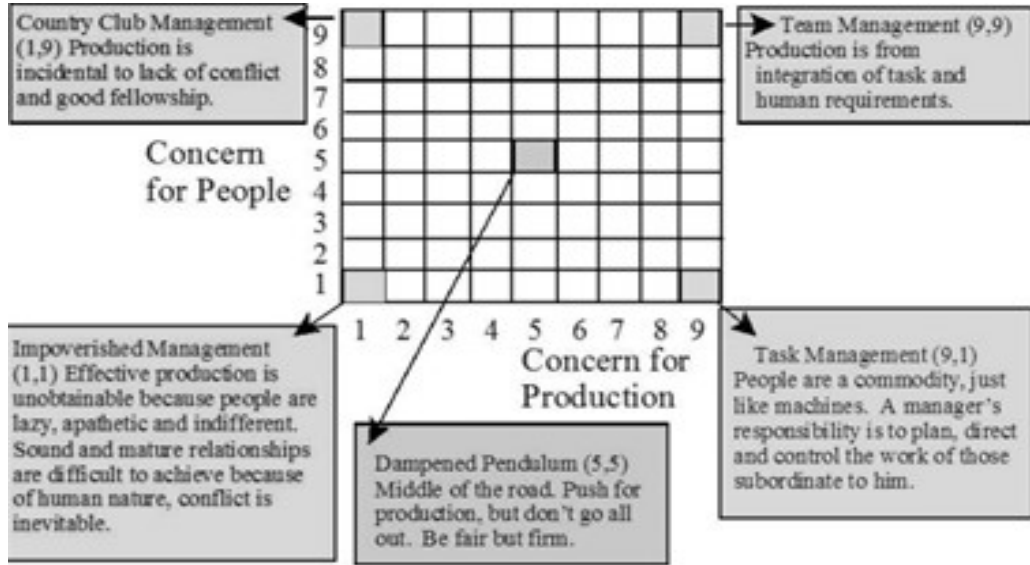 Country Club Management
(1,9) Production is
incidental to lack of conflict
and good fellowship.
Team Management (9,9)
Production is from
integration of task and
human requirements.
Concern
for People
9
8
7
6
5
4
3
2
1
1 2 3 4 5 6 7 8 9
Concern for
Production
Impoverished Management
(1,1) Effective production is
unobtainable because people are
lazy, apathetic and indifferent.
Sound and mature relationships
are difficult to achieve because
of human nature, conflict is
inevitable.
Dampened Pendulum (5,5)
Middle of the road. Push for
production, but don't go all
out. Be fair but firm.
Task Management (9,1)
People are a commodity, just
like machines. A manager's
responsibility is to plan, direct
and control the work of those
subordinate to him.